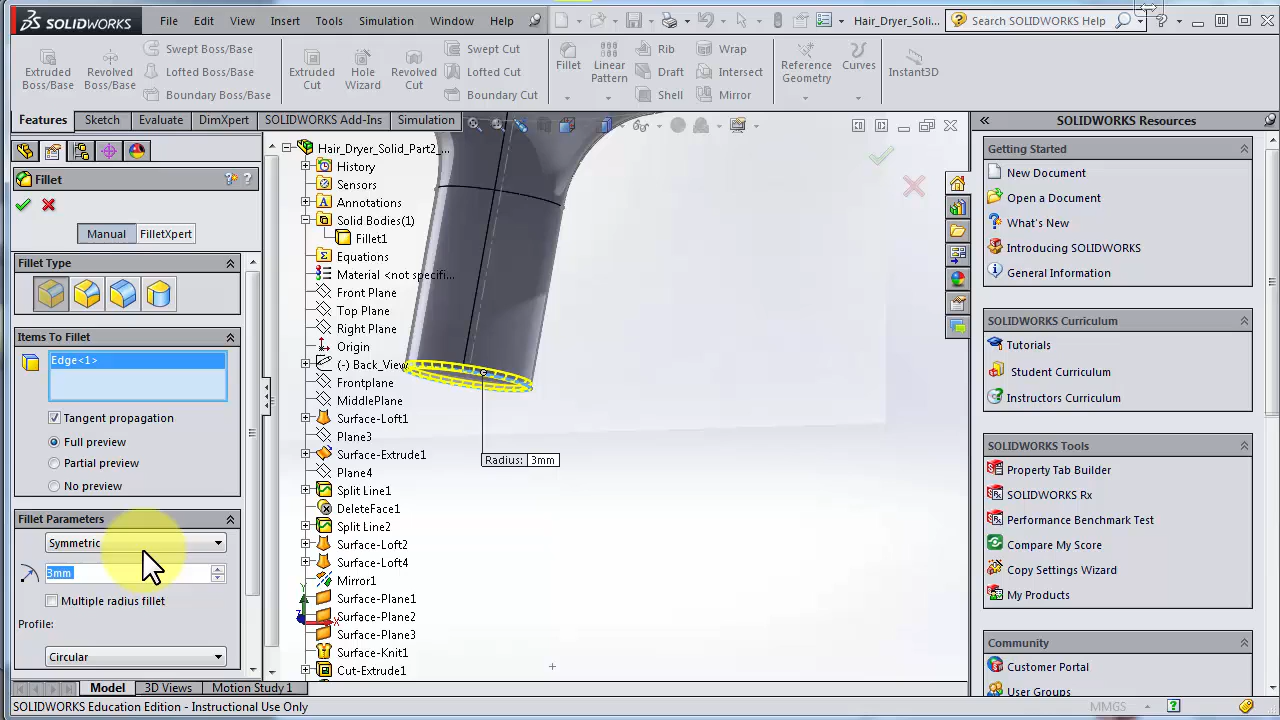 SOLIDWORKS File Edit View Insert Tools Simulation Window Help Hair_Dryer_Soli... Search SOLIDWORKS Help
Extruded Boss/Base
Revolved Boss/Base
Swept Boss/Base
Lofted Boss/Base
Boundary Boss/Base
Extruded Cut
Hole Wizard
Revolved Cut
Swept Cut
Lofted Cut
Boundary Cut
Fillet
Linear Pattern
Rib
Draft
Shell
Wrap
Intersect
Mirror
Reference Geometry
Curves
Instant3D
Features Sketch Evaluate DimXpert SOLIDWORKS Add-Ins Simulation
Fillet
Manual FilletXpert
Fillet Type
Items To Fillet
Edge<1>
Tangent propagation
Full preview
Partial preview
No preview
Fillet Parameters
Symmetric
3mm
Multiple radius fillet
Profile:
Circular
Hair_Dryer_Solid_Part2_...
History
Sensors
Annotations
Solid Bodies(1)
Fillet1
Equations
Material <not specifi...
Front Plane
Top Plane
Right Plane
Origin
(-) Back_View
Frontplane
MiddlePlane
Surface-Loft1
Plane3
Surface-Extrude1
Plane4
Split Line1
DeleteFace1
Split Line2
Surface-Loft2
Surface-Loft4
Mirror1
Surface-Plane1
Surface-Plane2
Surface-Plane3
Surface-Knit1
Cut-Extrude1
Radius: 3mm
Y
X
Z
SOLIDWORKS Resources
Getting Started
New Document
Open a Document
What's New
Introducing SOLIDWORKS
General Information
SOLIDWORKS Curriculum
Tutorials
Student Curriculum
Instructors Curriculum
SOLIDWORKS Tools
Property Tab Builder
SOLIDWORKS Rx
Performance Benchmark Test
Compare My Score
Copy Settings Wizard
My Products
Community
Customer Portal
User Groups
Model 3D Views Motion Study 1
SOLIDWORKS Education Edition - Instructional Use Only MMGS